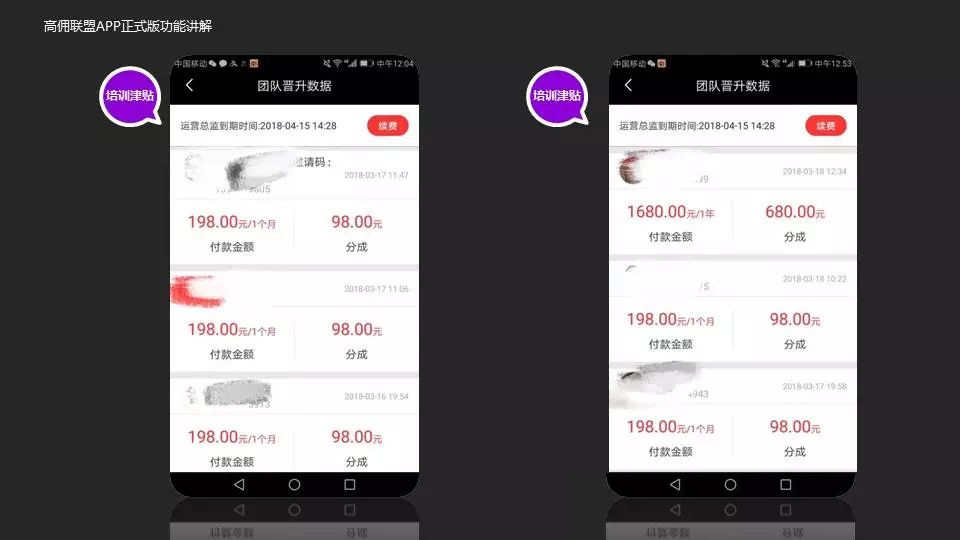 高佣联盟APP正式版功能讲解
培训津贴
中国移动 中午12:04
团队晋升数据
运营总监到期时间:2018-04-15 14:28 续费
邀请码：
2018-03-17 11:47
198.00元/1个月 98.00元
付款金额 分成
2018-03-17 11:06
198.00元/1个月 98.00元
付款金额 分成
5913 2018-03-16 19:54
198.00元/1个月 98.00元
付款金额 分成
培训津贴
中国移动 中午12:53
团队晋升数据
运营总监到期时间:2018-04-15 14:28 续费
2018-03-18 12:34
1680.00元/1年 680.00元
付款金额 分成
/5 2018-03-18 10:22
198.00元/1个月 98.00元
付款金额 分成
943 2018-03-17 19:58
198.00元/1个月 98.00元
付款金额 分成